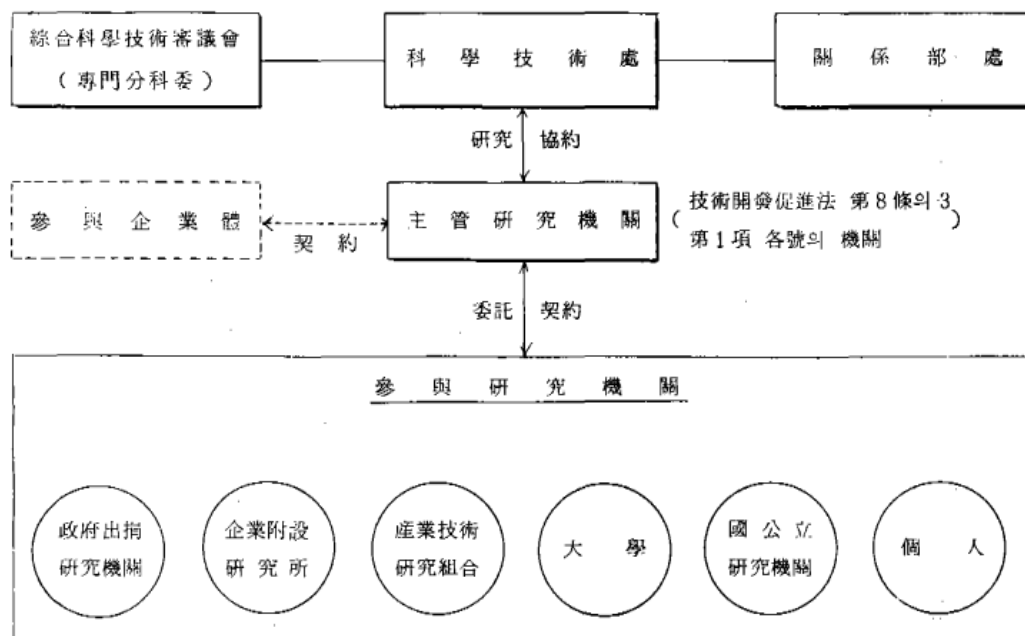 綜合科學技術審議會
(專門分科委)
科學技術處
關係部處
研究 協約
參與企業體
契約
主管研究機關
(技術開發促進法 第8條의 3
第1項 各號의 機關)
委託 契約
參與研究機關
政府出捐
研究機關
企業附設
研究所
産業技術
研究組合
大學
國公立
研究機關
個人